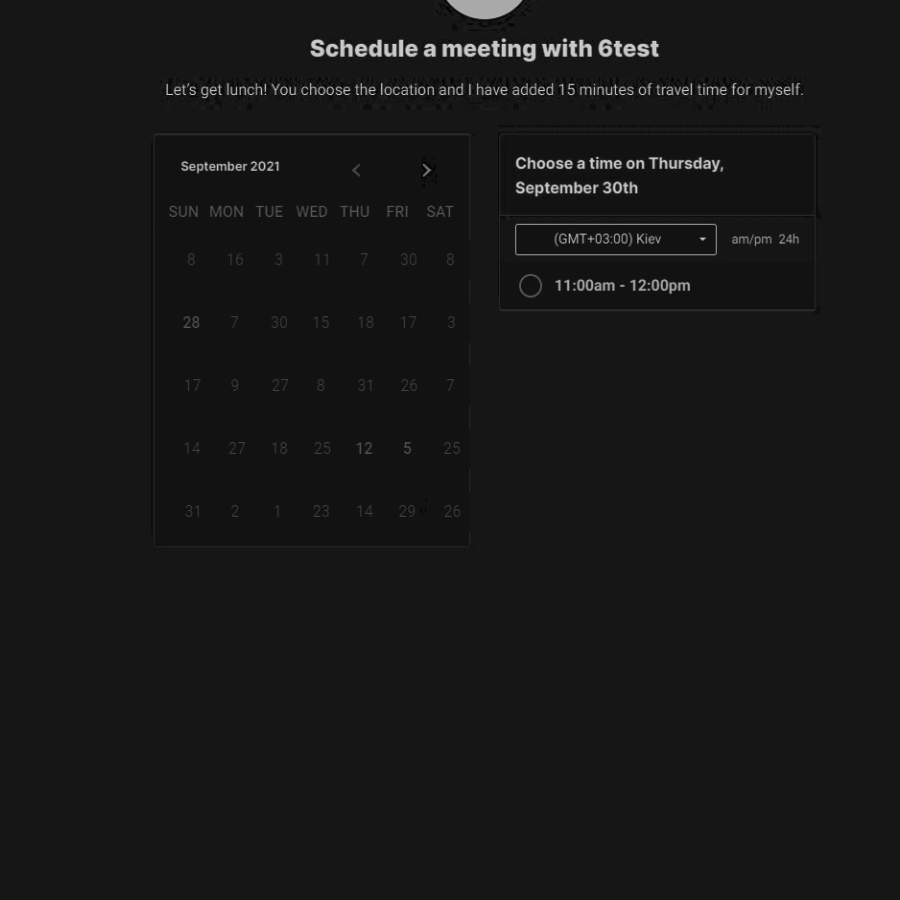 Schedule a meeting with 6test
Let's get lunch! You choose the location and I have added 15 minutes of travel time for myself.
September 2021
SUN MON TUE WED THU FRI SAT
8 16 3 11 7 30 8
28 7 30 15 18 17 3
17 9 27 8 31 26 7
14 27 18 25 12 5 25
31 2 1 23 14 29 26
Choose a time on Thursday,
September 30th
(GMT+03:00) Kiev am/pm 24h
11:00am - 12:00pm